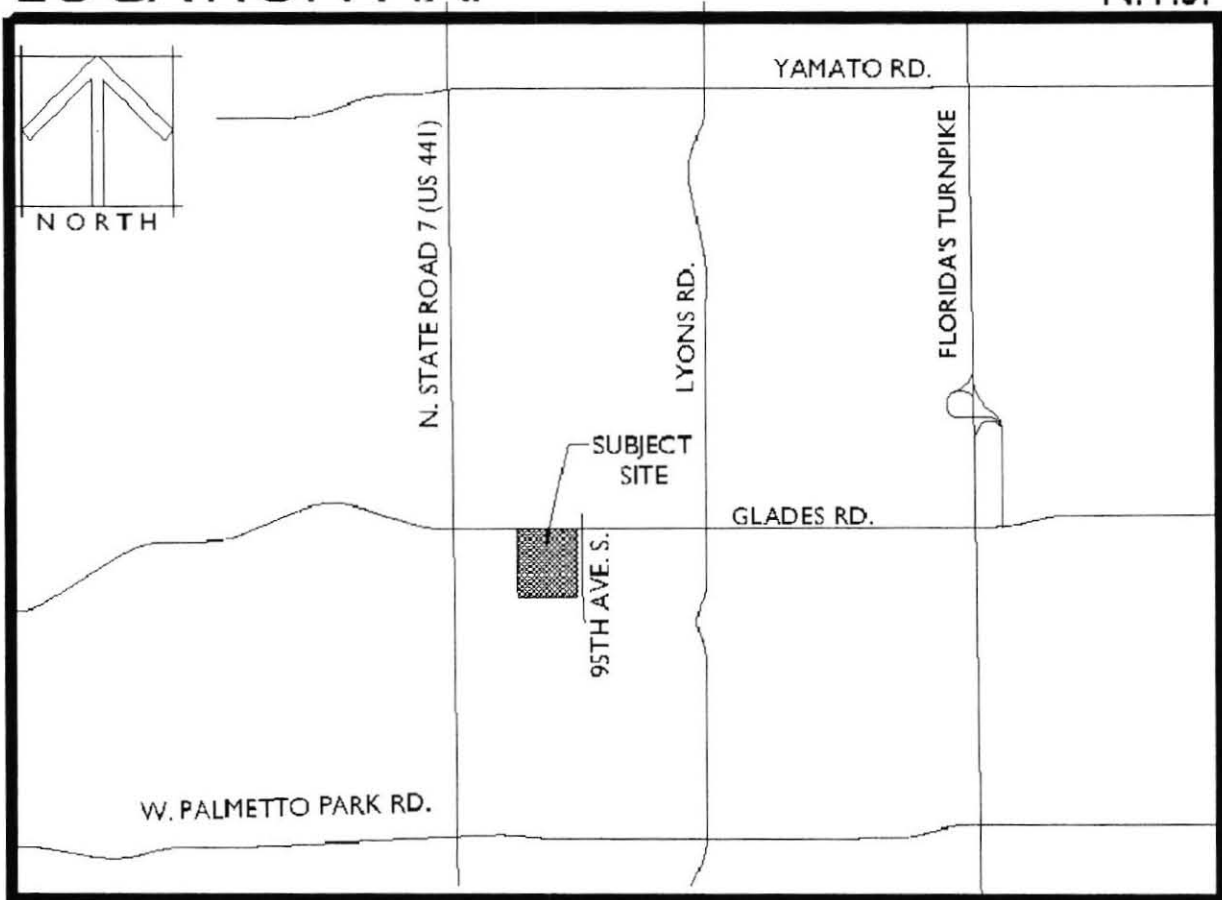 YAMATO RD.
NORTH
N. STATE ROAD 7 (US 441)
LYONS RD.
FLORIDA'S TURNPIKE
SUBJECT
SITE
GLADES RD.
95TH AVE. S.
W. PALMETTO PARK RD.